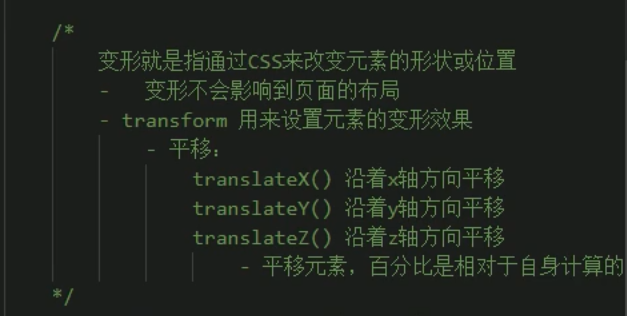 /*
变形就是指通过CSS来改变元素的形状或位置
- 变形不会影响到页面的布局
- transform 用来设置元素的变形效果
- 平移：
translateX() 沿着x轴方向平移
translateY() 沿着y轴方向平移
translateZ() 沿着z轴方向平移
- 平移元素，百分比是相对于自身计算的
*/